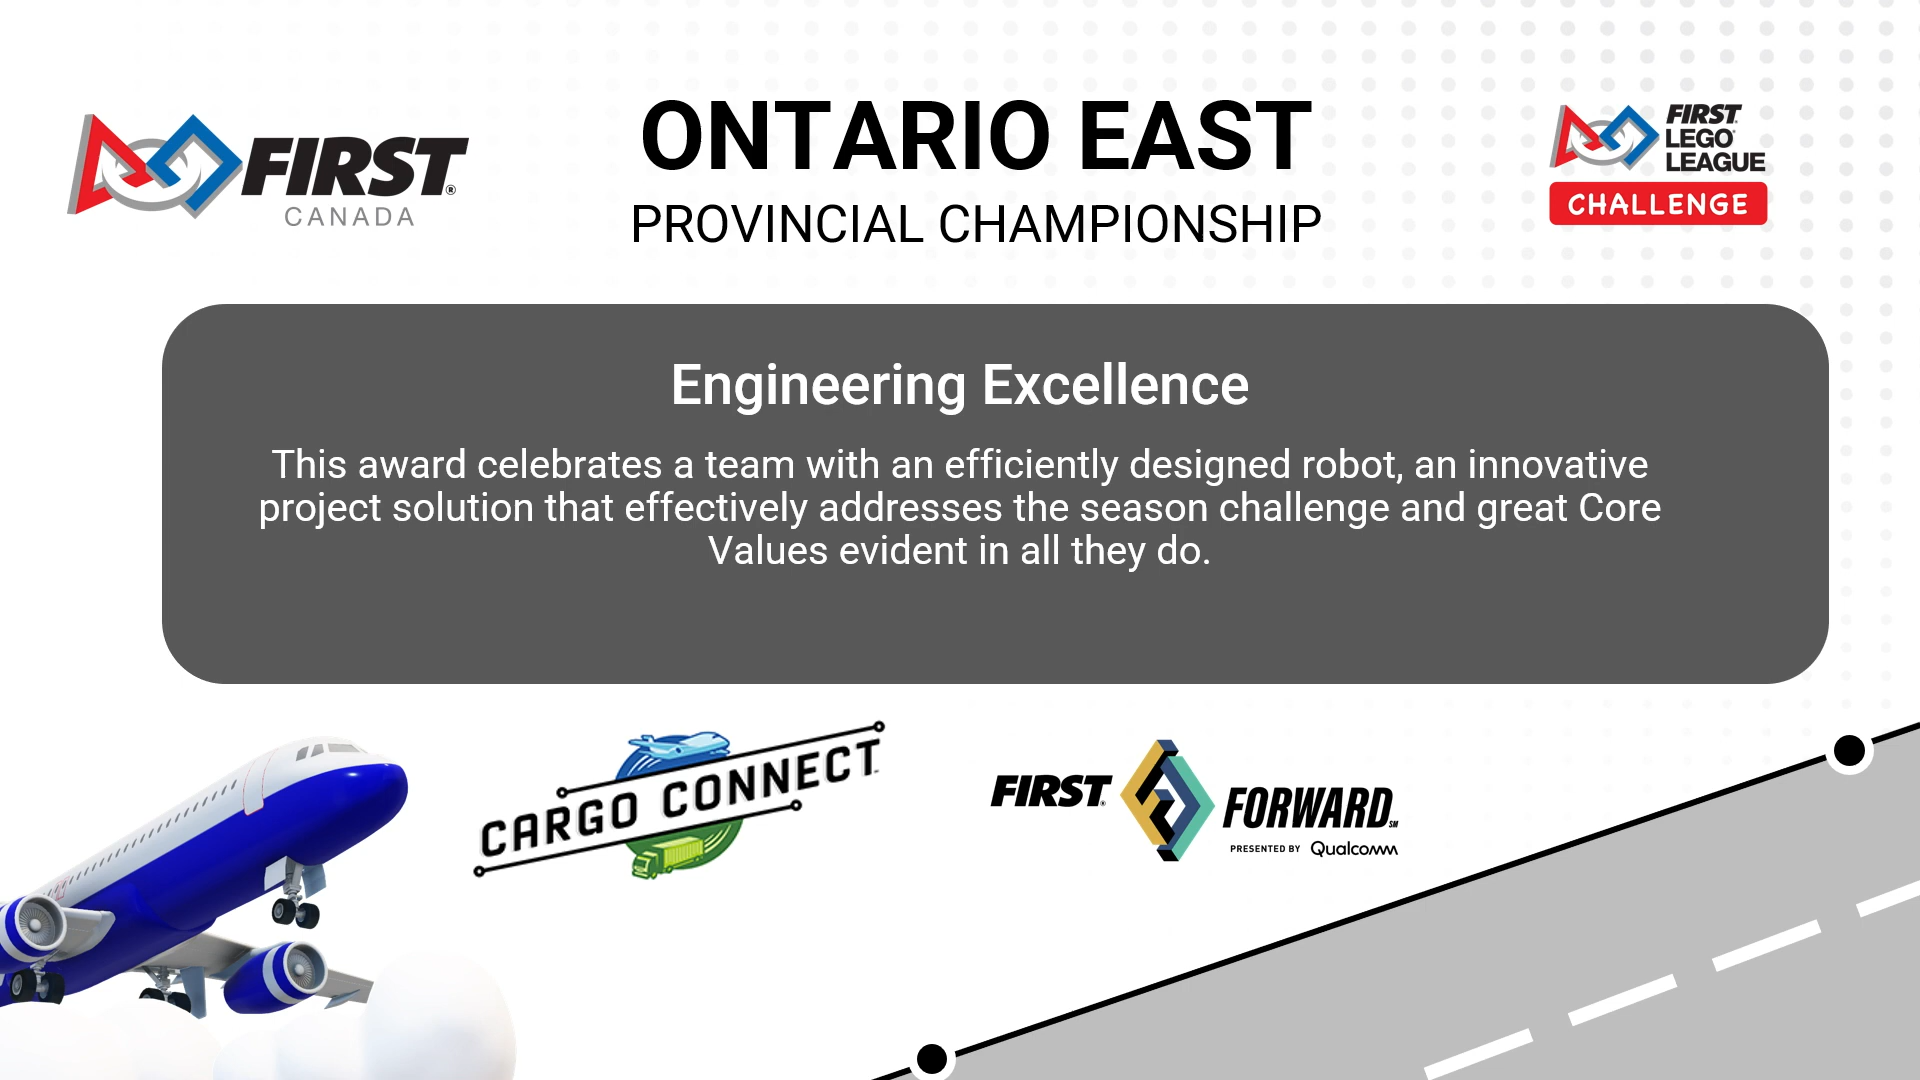 FIRST®
CANADA
ONTARIO EAST
PROVINCIAL CHAMPIONSHIP
FIRST
LEGO
LEAGUE
CHALLENGE
Engineering Excellence
This award celebrates a team with an efficiently designed robot, an innovative
project solution that effectively addresses the season challenge and great Core
Values evident in all they do.
CARGO CONNECT
FIRST® FORWARD℠
PRESENTED BY Qualcomm